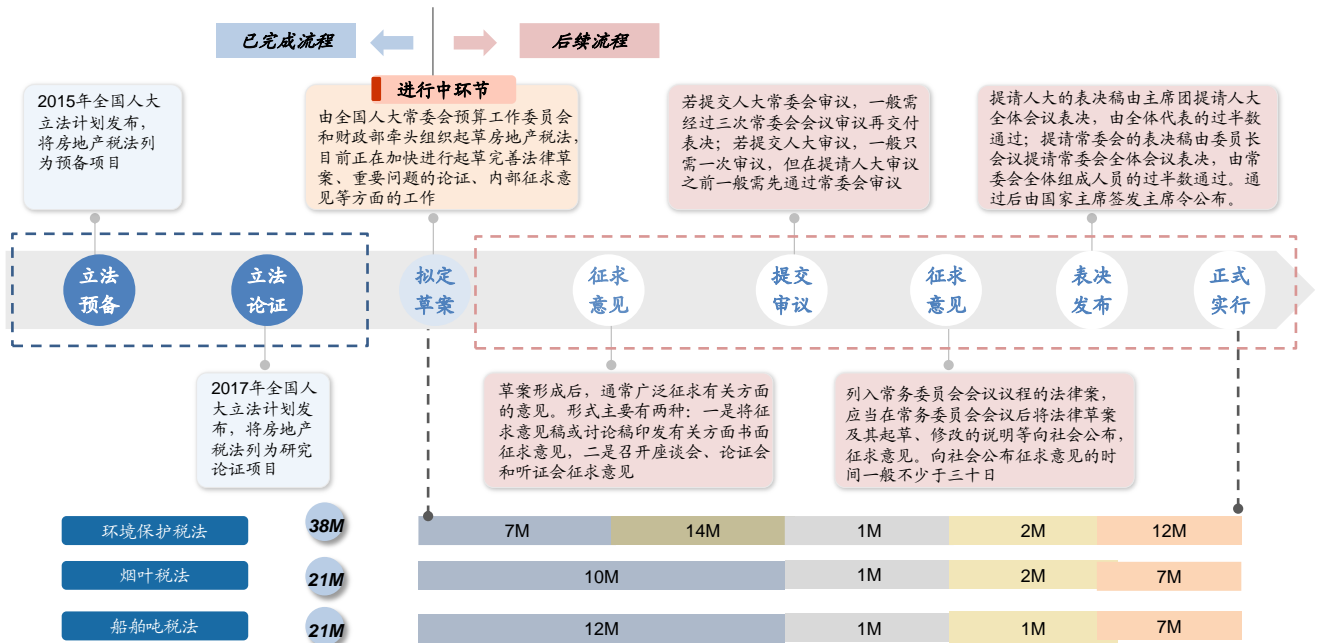 已完成流程
后续流程
2015年全国人大
立法计划发布，
将房地产税法列
为预备项目
进行中环节
由全国人大常委会预算工作委员会
和财政部牵头组织起草房地产税法，
目前正在加快进行起草完善法律草
案、重要问题的论证、内部征求意
见等方面的工作
若提交人大常委会审议，一般需
经过三次常委会会议审议再交付
表决；若提交人大审议，一般只
需一次审议，但在提请人大审议
之前一般需先通过常委会审议
提请人大的表决稿由主席团提请人大
全体会议表决，由全体代表的过半数
通过；提请常委会的表决稿由委员长
会议提请常委会全体会议表决，由常
委会全体组成人员的过半数通过。通
过后由国家主席签发主席令公布。
立法
预备
立法
论证
拟定
草案
征求
意见
提交
审议
征求
意见
表决
发布
正式
实行
2017年全国人
大立法计划发
布，将房地产
税法列为研究
论证项目
草案形成后，通常广泛征求有关方面
的意见。形式主要有两种：一是将征
求意见稿或讨论稿印发有关方面书面
征求意见，二是召开座谈会、论证会
和听证会征求意见
列入常务委员会会议议程的法律案，
应当在常务委员会会议后将法律草案
及其起草、修改的说明等向社会公布，
征求意见。向社会公布征求意见的时
间一般不少于三十日
环境保护税法 38M 7M 14M 1M 2M 12M
烟叶税法 21M 10M 1M 2M 7M
船舶吨税法 21M 12M 1M 1M 7M